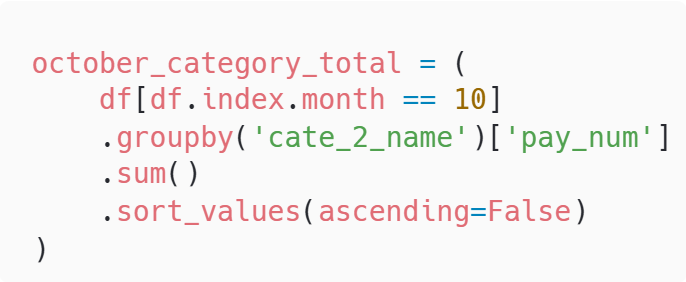 october_category_total = (
    df[df.index.month == 10]
    .groupby('cate_2_name')['pay_num']
    .sum()
    .sort_values(ascending=False)
)